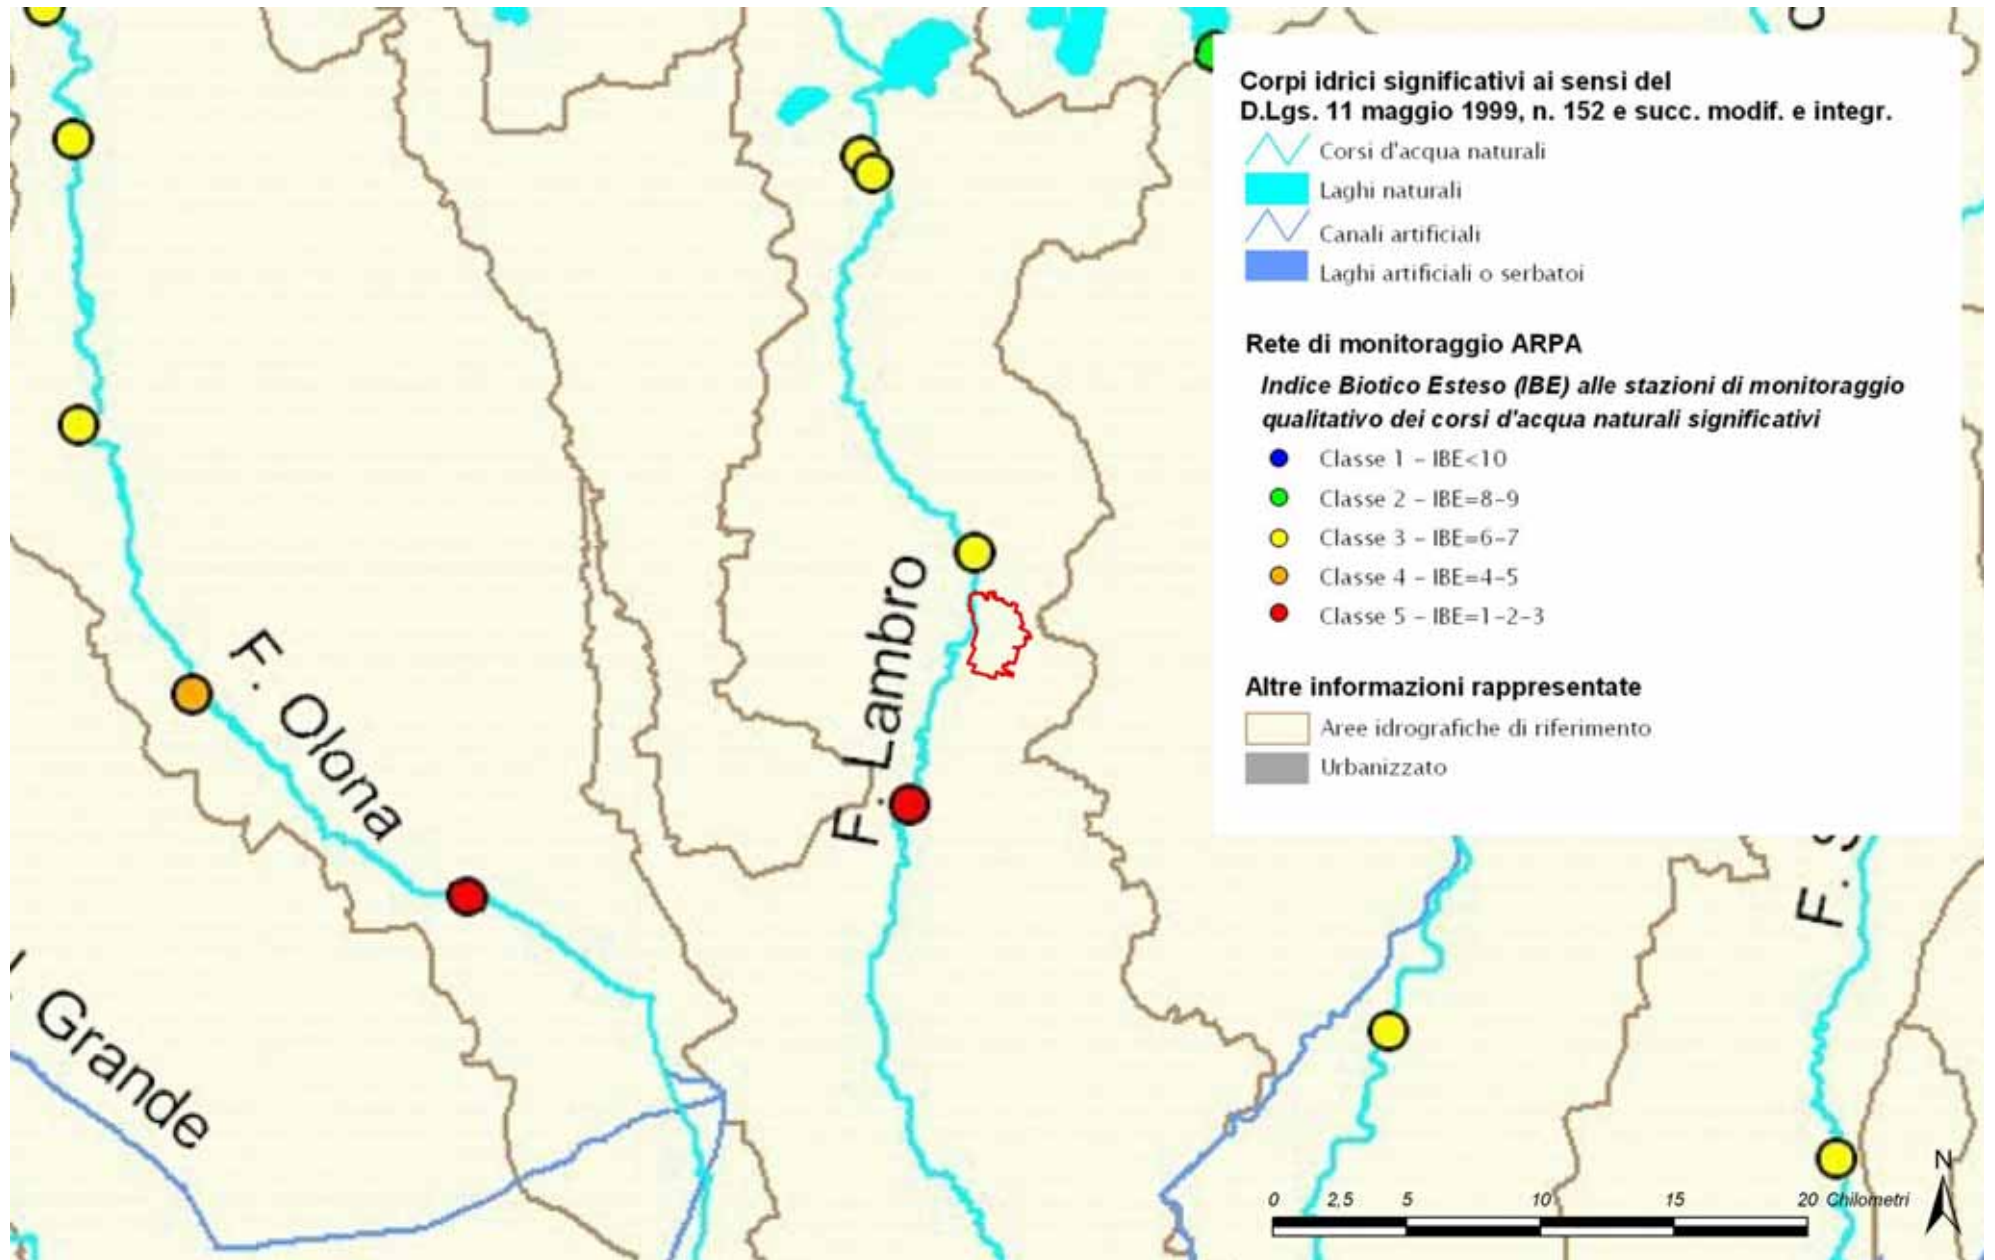 Corpi idrici significativi ai sensi del
D.Lgs. 11 maggio 1999, n. 152 e succ. modif. e integr.
Corsi d'acqua naturali
Laghi naturali
Canali artificiali
Laghi artificiali o serbatoi
Rete di monitoraggio ARPA
Indice Biotico Esteso (IBE) alle stazioni di monitoraggio
qualitativo dei corsi d'acqua naturali significativi
Classe 1 – IBE<10
Classe 2 – IBE=8–9
Classe 3 – IBE=6–7
Classe 4 – IBE=4–5
Classe 5 – IBE=1–2–3
Altre informazioni rappresentate
Aree idrografiche di riferimento
Urbanizzato
F. Olona
F. Lambro
Grande
F.
N
0 2,5 5 10 15 20 Chilometri